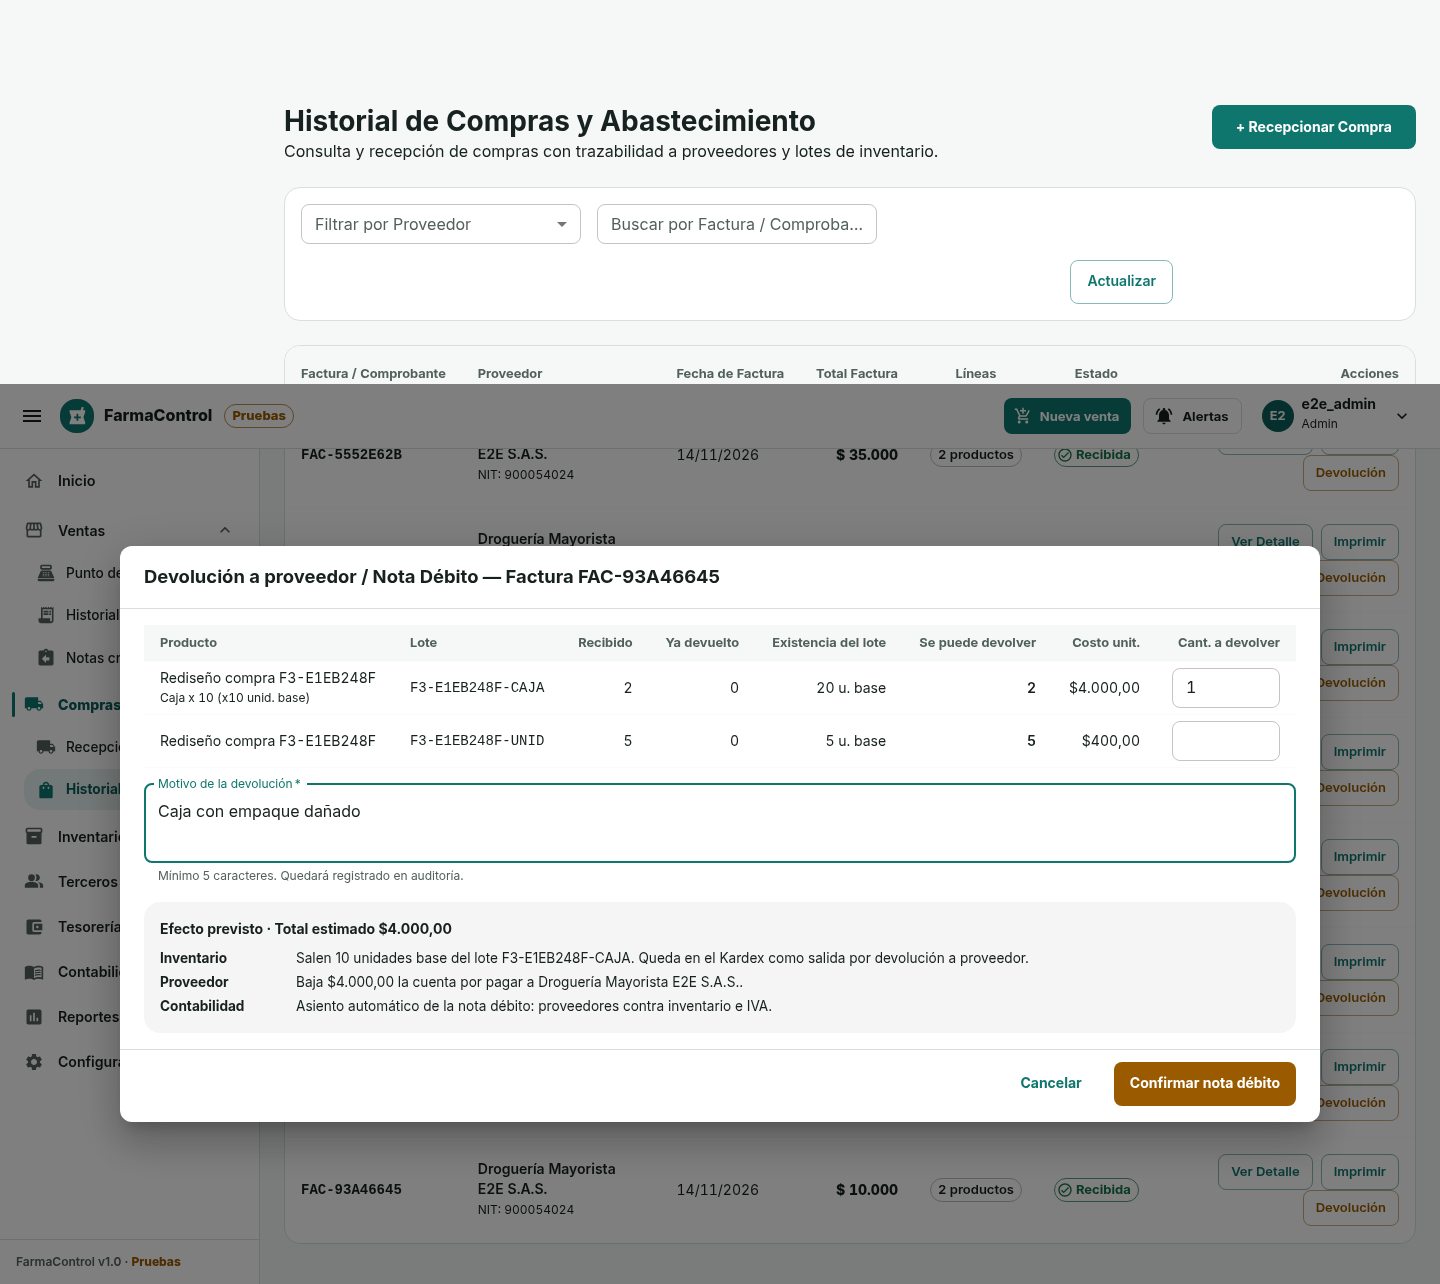 Historial de Compras y Abastecimiento
+ Recepcionar Compra
Consulta y recepción de compras con trazabilidad a proveedores y lotes de inventario.
Filtrar por Proveedor
Buscar por Factura / Comproba...
Actualizar
Factura / Comprobante Proveedor Fecha de Factura Total Factura Líneas Estado Acciones
FarmaControl Pruebas Nueva venta Alertas E2 e2e_admin
Admin
FAC-5552E62B E2E S.A.S. 14/11/2026 $ 35.000 2 productos Recibida
NIT: 900054024
Devolución
Inicio
Ventas
Droguería Mayorista
Ver Detalle Imprimir
Devolución
Punto de
Historial
Notas cr
Compras
Recepci
Historial
Inventari
Terceros
Tesorería
Contabili
Reportes
Configura
Imprimir
Devolución
Imprimir
Devolución
Imprimir
Devolución
Imprimir
Devolución
Imprimir
Devolución
Devolución a proveedor / Nota Débito — Factura FAC-93A46645
Producto Lote Recibido Ya devuelto Existencia del lote Se puede devolver Costo unit. Cant. a devolver
Rediseño compra F3-E1EB248F F3-E1EB248F-CAJA 2 0 20 u. base 2 $4.000,00 1
Caja x 10 (x10 unid. base)
Rediseño compra F3-E1EB248F F3-E1EB248F-UNID 5 0 5 u. base 5 $400,00
Motivo de la devolución *
Caja con empaque dañado
Mínimo 5 caracteres. Quedará registrado en auditoría.
Efecto previsto · Total estimado $4.000,00
Inventario Salen 10 unidades base del lote F3-E1EB248F-CAJA. Queda en el Kardex como salida por devolución a proveedor.
Proveedor Baja $4.000,00 la cuenta por pagar a Droguería Mayorista E2E S.A.S..
Contabilidad Asiento automático de la nota débito: proveedores contra inventario e IVA.
Cancelar Confirmar nota débito
Droguería Mayorista
Ver Detalle Imprimir
FAC-93A46645 E2E S.A.S. 14/11/2026 $ 10.000 2 productos Recibida
NIT: 900054024
Devolución
FarmaControl v1.0 · Pruebas